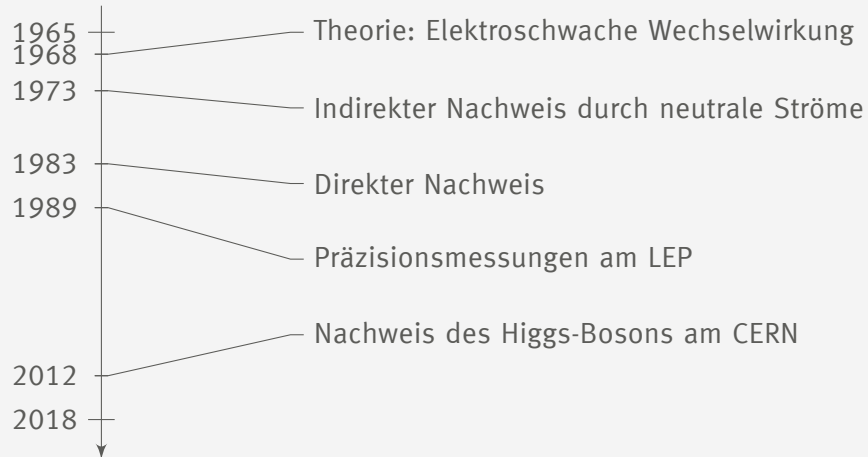 1965
1968
Theorie: Elektroschwache Wechselwirkung
1973
Indirekter Nachweis durch neutrale Ströme
1983
Direkter Nachweis
1989
Präzisionsmessungen am LEP
Nachweis des Higgs-Bosons am CERN
2012
2018